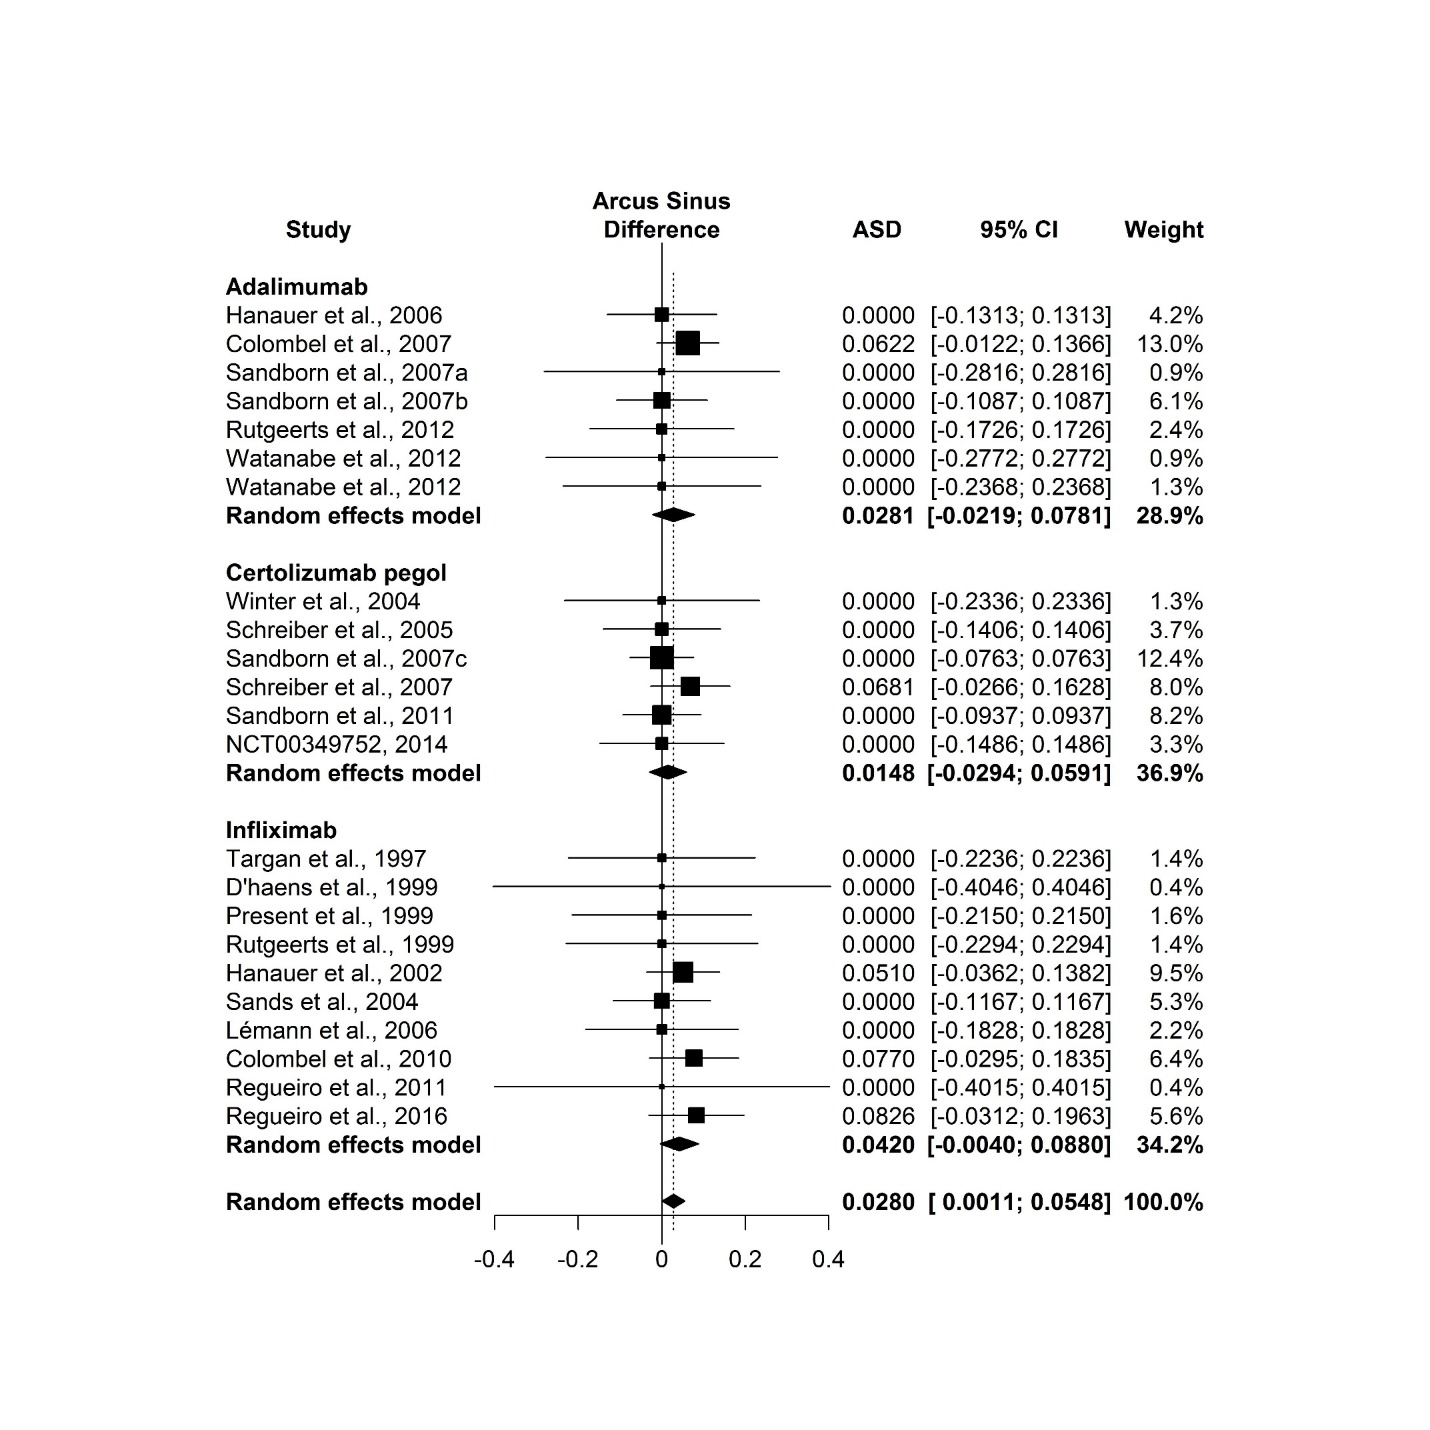 Arcus Sinus
Study Difference ASD 95% CI Weight
Adalimumab
Hanauer et al., 2006 0.0000 [-0.1313; 0.1313] 4.2%
Colombel et al., 2007 0.0622 [-0.0122; 0.1366] 13.0%
Sandborn et al., 2007a 0.0000 [-0.2816; 0.2816] 0.9%
Sandborn et al., 2007b 0.0000 [-0.1087; 0.1087] 6.1%
Rutgeerts et al., 2012 0.0000 [-0.1726; 0.1726] 2.4%
Watanabe et al., 2012 0.0000 [-0.2772; 0.2772] 0.9%
Watanabe et al., 2012 0.0000 [-0.2368; 0.2368] 1.3%
Random effects model 0.0281 [-0.0219; 0.0781] 28.9%
Certolizumab pegol
Winter et al., 2004 0.0000 [-0.2336; 0.2336] 1.3%
Schreiber et al., 2005 0.0000 [-0.1406; 0.1406] 3.7%
Sandborn et al., 2007c 0.0000 [-0.0763; 0.0763] 12.4%
Schreiber et al., 2007 0.0681 [-0.0266; 0.1628] 8.0%
Sandborn et al., 2011 0.0000 [-0.0937; 0.0937] 8.2%
NCT00349752, 2014 0.0000 [-0.1486; 0.1486] 3.3%
Random effects model 0.0148 [-0.0294; 0.0591] 36.9%
Infliximab
Targan et al., 1997 0.0000 [-0.2236; 0.2236] 1.4%
D'haens et al., 1999 0.0000 [-0.4046; 0.4046] 0.4%
Present et al., 1999 0.0000 [-0.2150; 0.2150] 1.6%
Rutgeerts et al., 1999 0.0000 [-0.2294; 0.2294] 1.4%
Hanauer et al., 2002 0.0510 [-0.0362; 0.1382] 9.5%
Sands et al., 2004 0.0000 [-0.1167; 0.1167] 5.3%
Lémann et al., 2006 0.0000 [-0.1828; 0.1828] 2.2%
Colombel et al., 2010 0.0770 [-0.0295; 0.1835] 6.4%
Regueiro et al., 2011 0.0000 [-0.4015; 0.4015] 0.4%
Regueiro et al., 2016 0.0826 [-0.0312; 0.1963] 5.6%
Random effects model 0.0420 [-0.0040; 0.0880] 34.2%
Random effects model 0.0280 [ 0.0011; 0.0548] 100.0%
-0.4 -0.2 0 0.2 0.4